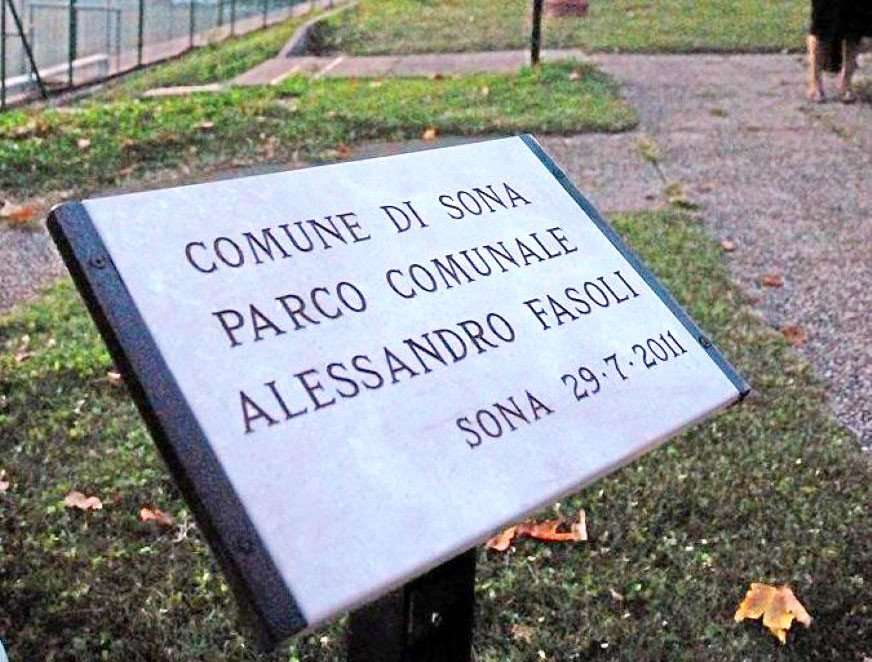 COMUNE DI SONA
PARCO COMUNALE
ALESSANDRO FASOLI
SONA 29·7·2011